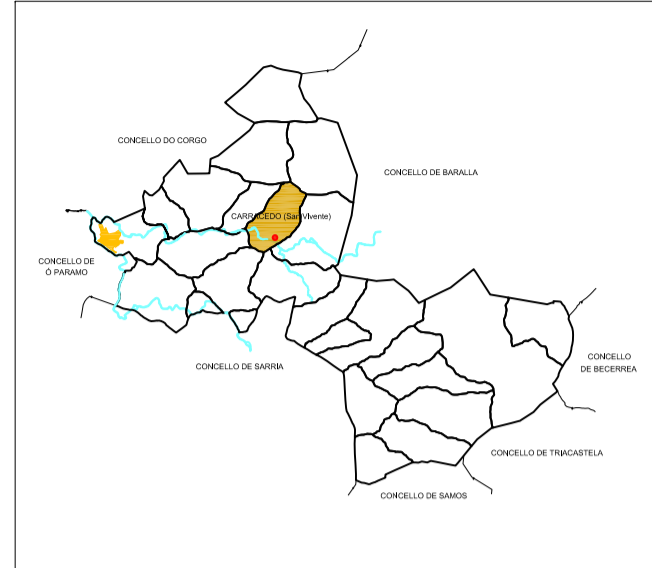 CONCELLO DO CORGO
CONCELLO DE BARALLA
CARRACEDO (San Vivente)
CONCELLO DE
Ó PARAMO
CONCELLO DE SARRIA
CONCELLO
DE BECERREA
CONCELLO DE TRIACASTELA
CONCELLO DE SAMOS